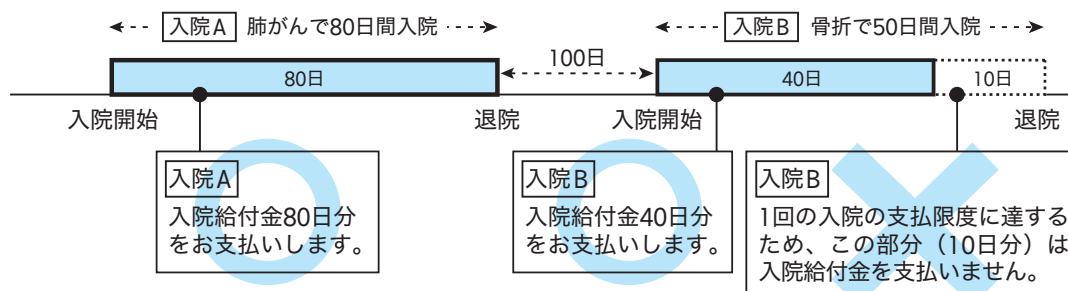 入院A 肺がんで80日間入院
入院B 骨折で50日間入院
80日
100日
40日
10日
入院開始
退院
入院開始
退院
入院A
入院給付金80日分
をお支払いします。
入院B
入院給付金40日分
をお支払いします。
入院B
1回の入院の支払限度に達する
ため、この部分（10日分）は
入院給付金を支払いません。